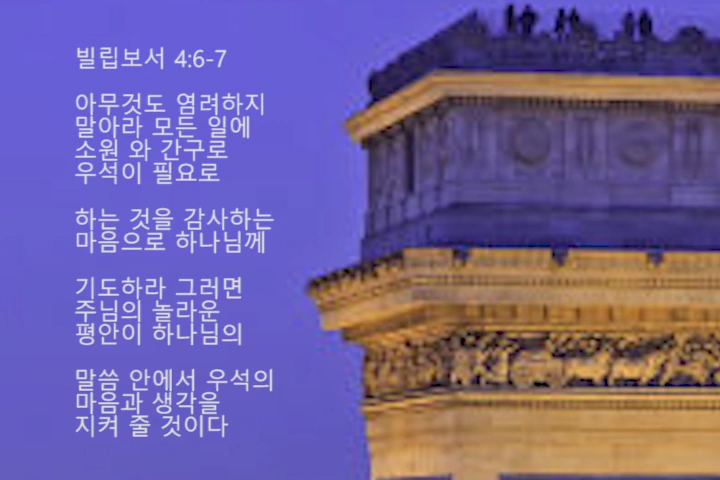 빌립보서 4:6-7
아무것도 염려하지
말아라 모든 일에
소원 와 간구로
우석이 필요로
하는 것을 감사하는
마음으로 하나님께
기도하라 그러면
주님의 놀라운
평안이 하나님의
말씀 안에서 우석의
마음과 생각을
지켜 줄 것이다